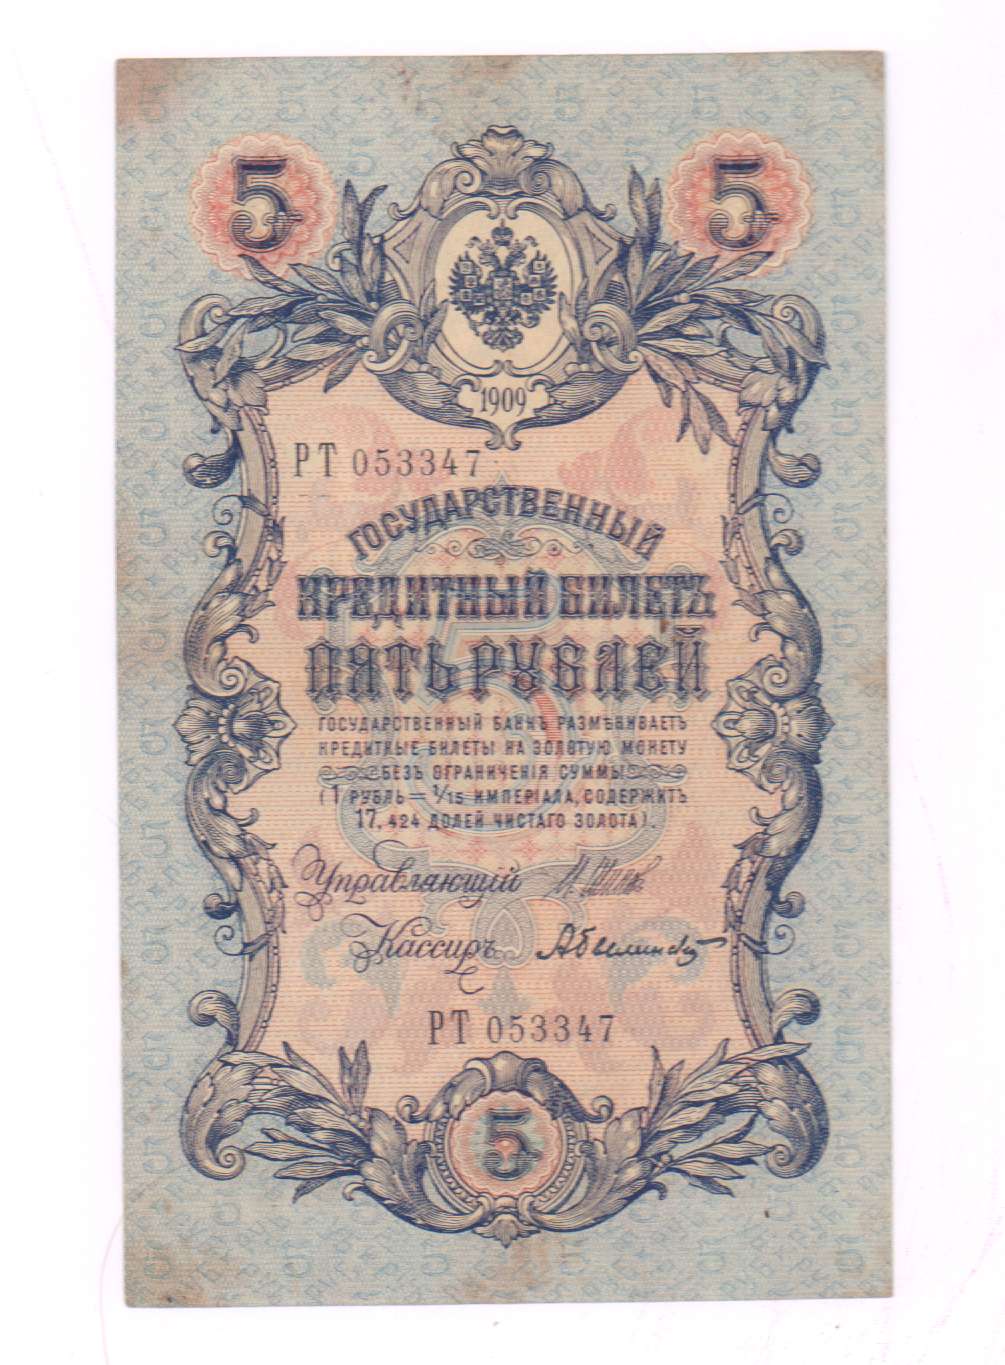 5 5
1909
РТ 053347
ГОСУДАРСТВЕННЫЙ
КРЕДИТНЫЙ БИЛЕТЪ
ПЯТЬ РУБЛЕЙ
ГОСУДАРСТВЕННЫЙ БАНКЪ РАЗМѢНИВАЕТЪ
КРЕДИТНЫЕ БИЛЕТЫ НА ЗОЛОТУЮ МОНЕТУ
БЕЗЪ ОГРАНИЧЕНІЯ СУММЫ
(1 РУБЛЬ = 1/15 ИМПЕРІАЛА, СОДЕРЖИТЪ
17,424 ДОЛЕЙ ЧИСТАГО ЗОЛОТА).
Управляющій
Кассиръ
РТ 053347
5